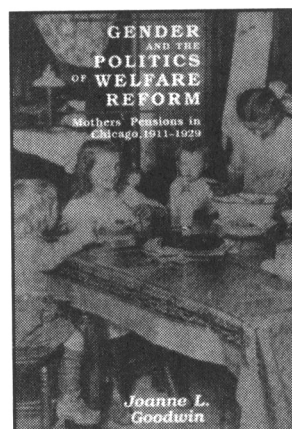 GENDER
AND THE
POLITICS
OF WELFARE
REFORM
Mothers' Pensions in
Chicago, 1911–1929
Joanne L.
Goodwin